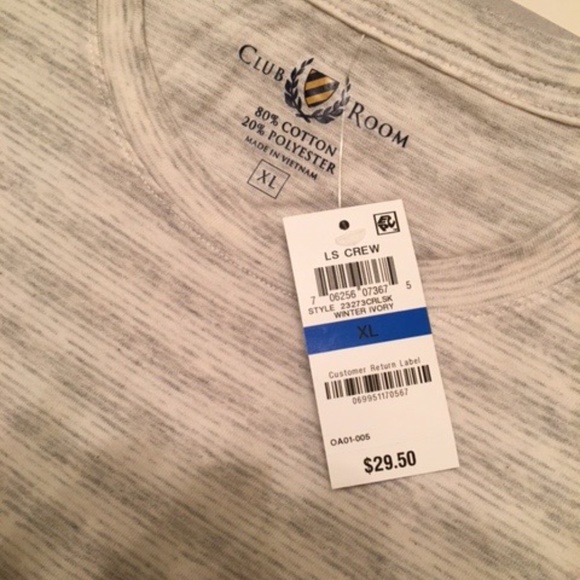 CLUB ROOM
80% COTTON
20% POLYESTER
MADE IN VIETNAM
XL
LS CREW
7 06256 07367 5
STYLE 23273CRLSK
WINTER IVORY
XL
Customer Return Label
069951170567
OA01-005
$29.50